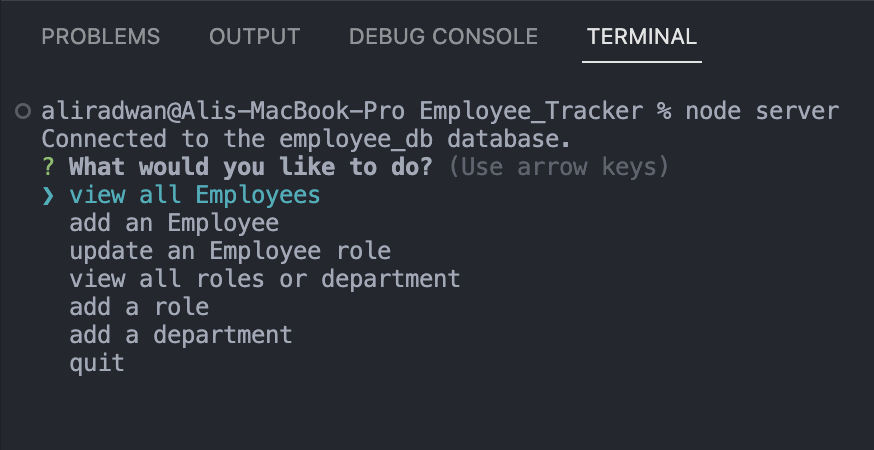 PROBLEMS OUTPUT DEBUG CONSOLE TERMINAL
aliradwan@Alis-MacBook-Pro Employee_Tracker % node server
Connected to the employee_db database.
? What would you like to do? (Use arrow keys)
❯ view all Employees
add an Employee
update an Employee role
view all roles or department
add a role
add a department
quit